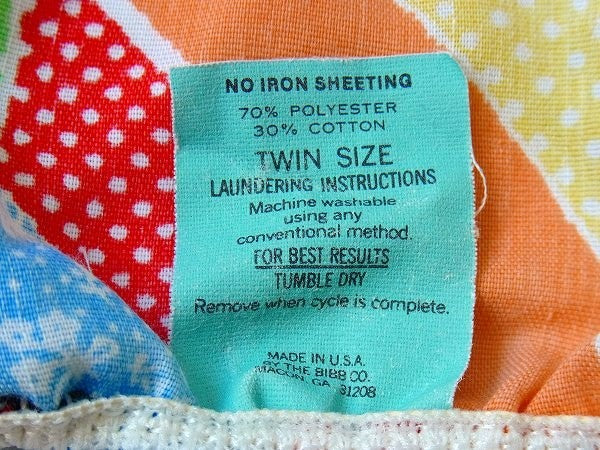 NO IRON SHEETING
70% POLYESTER
30% COTTON
TWIN SIZE
LAUNDERING INSTRUCTIONS
Machine washable
using any
conventional method.
FOR BEST RESULTS
TUMBLE DRY
Remove when cycle is complete.
MADE IN U.S.A.
BY THE BIBB CO.
MACON, GA 31208